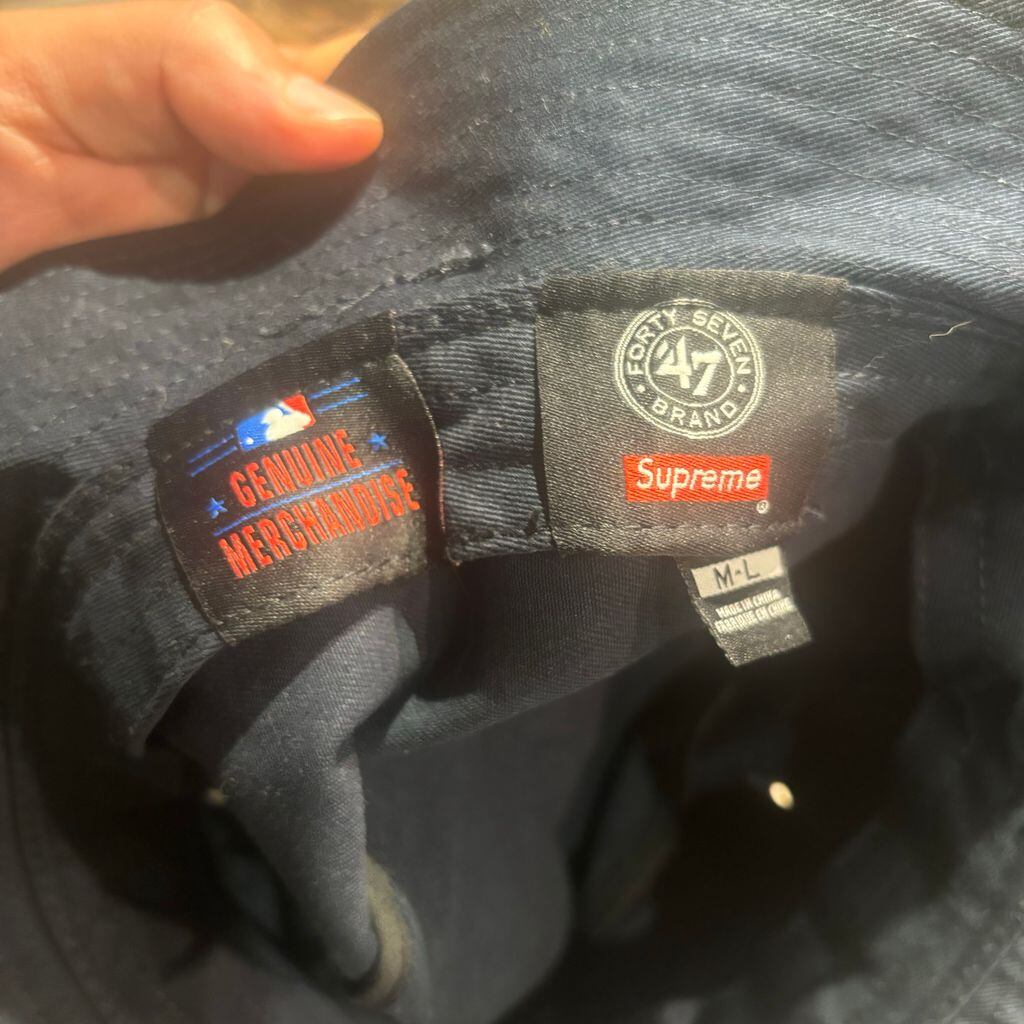 GENUINE
MERCHANDISE
FORTY SEVEN
47
BRAND
Supreme
®
M-L
MADE IN CHINA
FABRIQUÉ EN CHINE